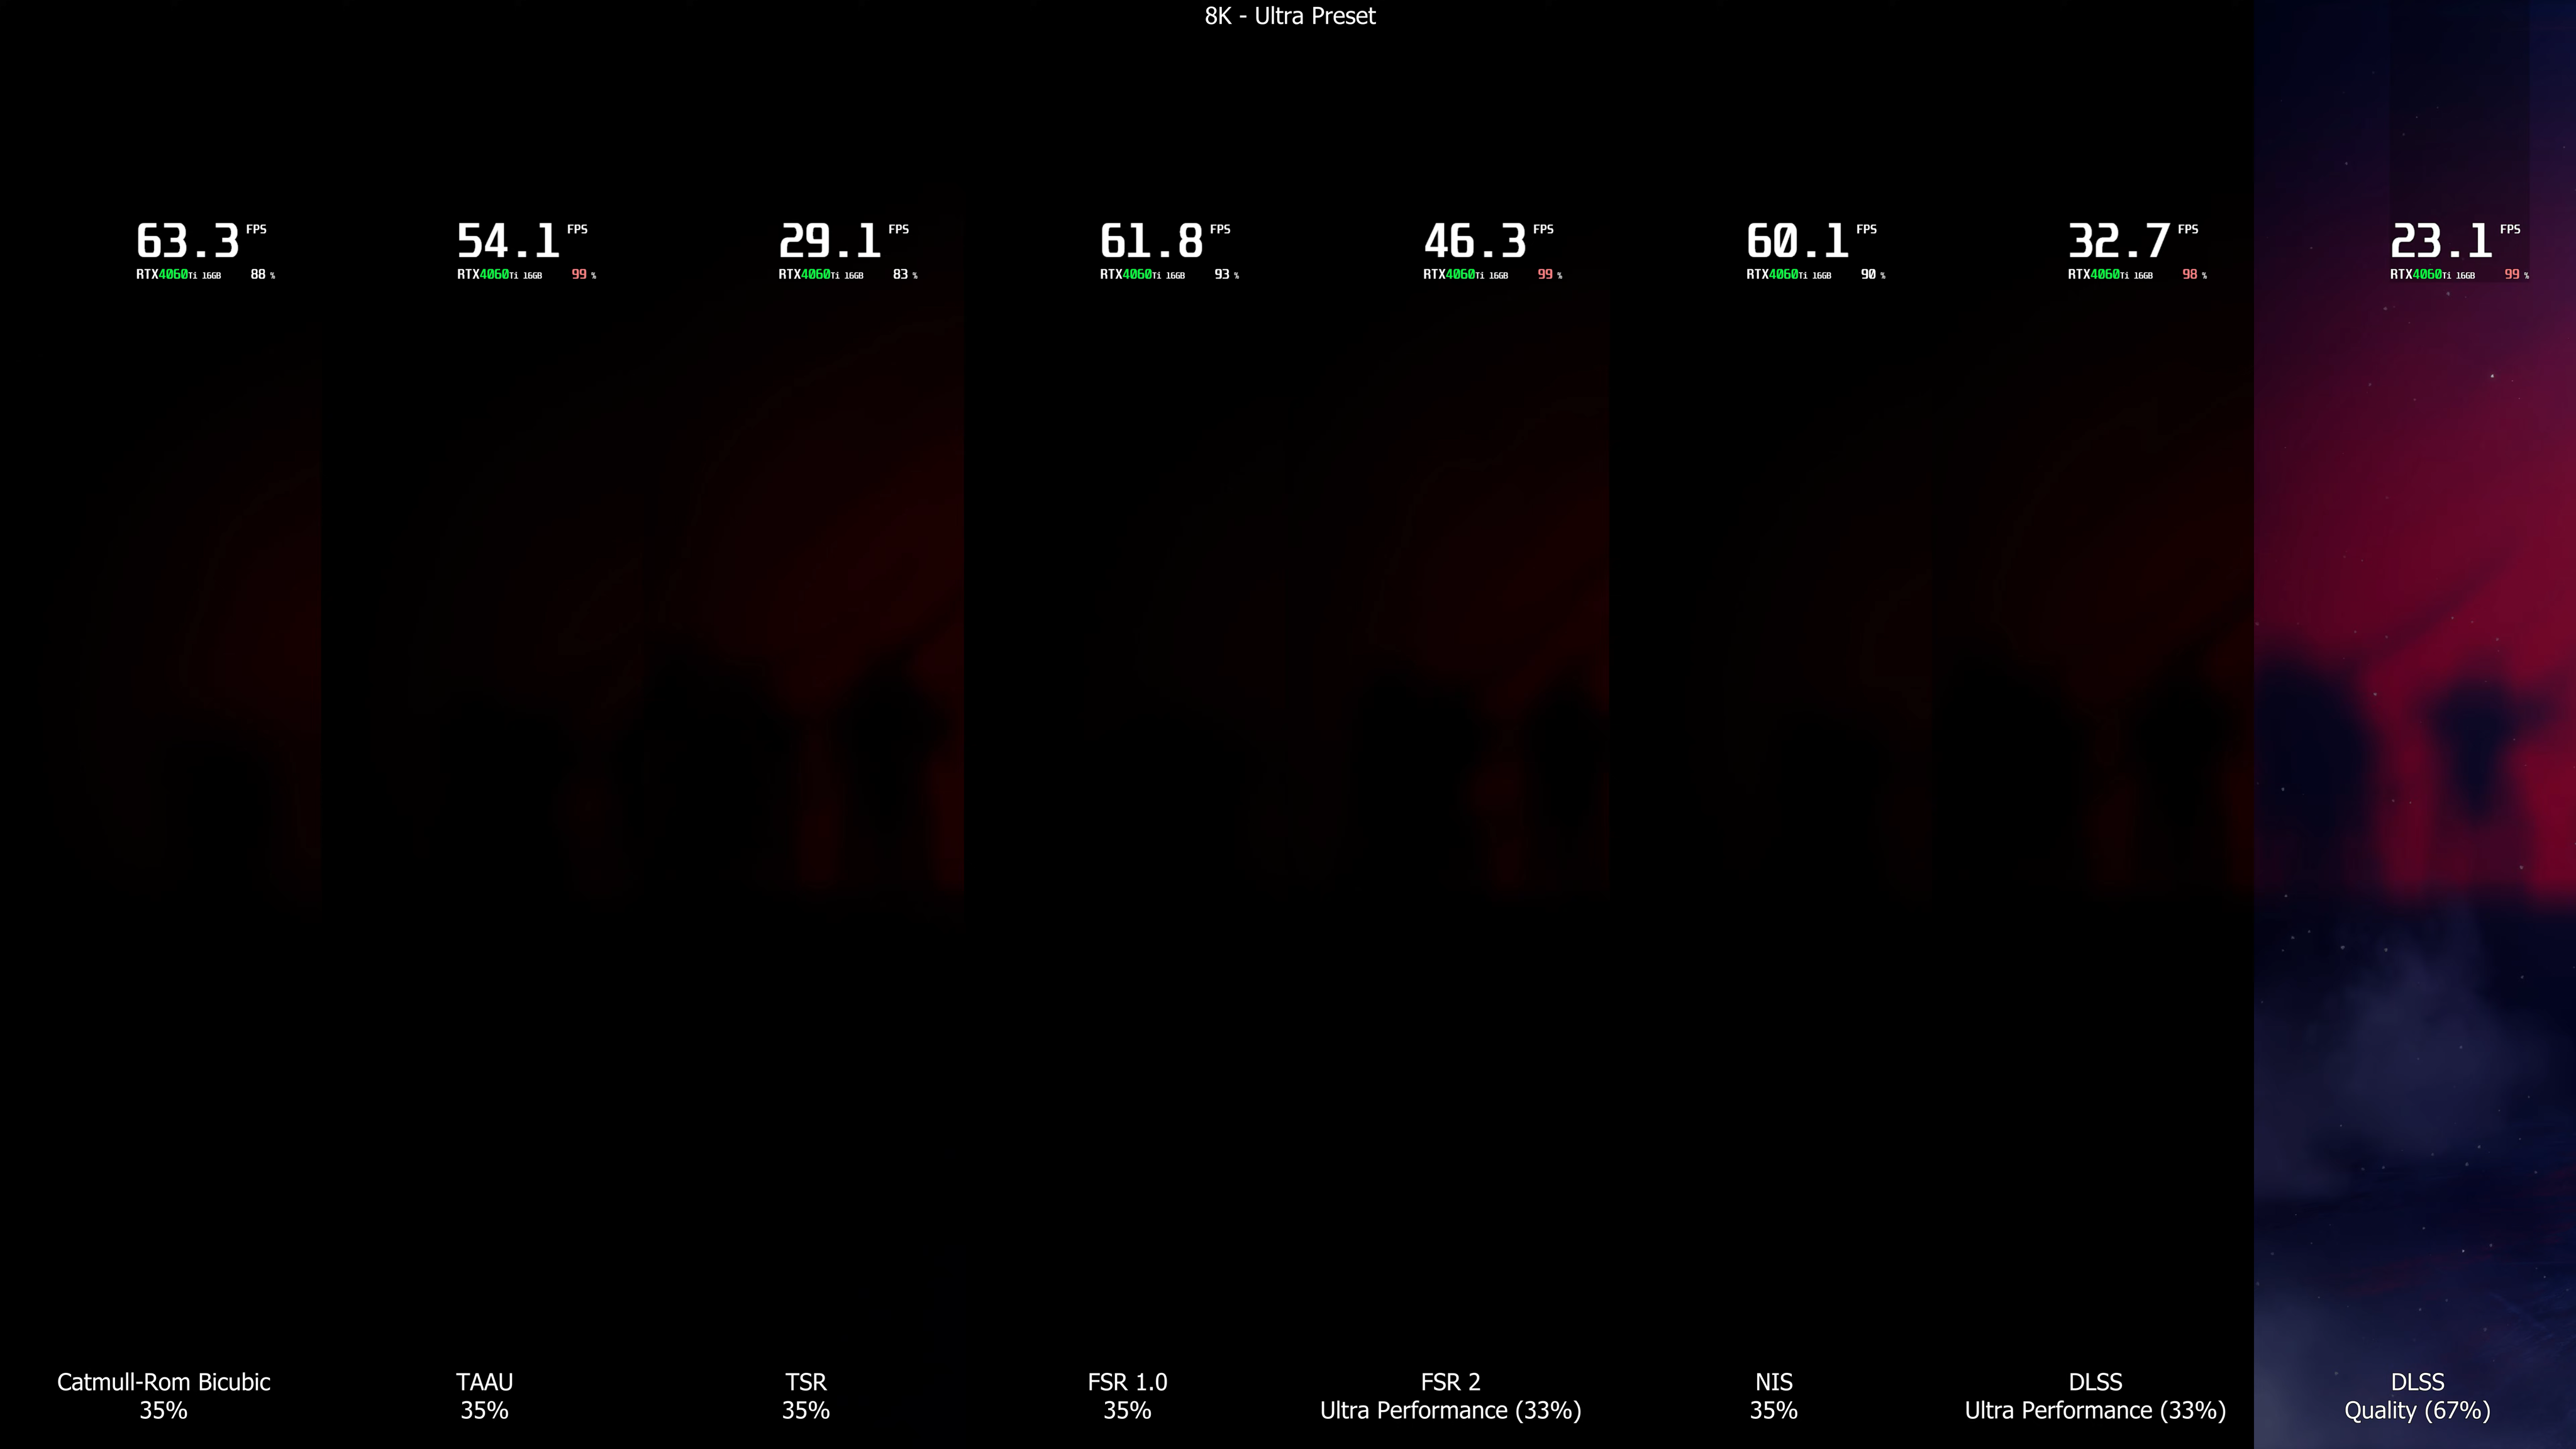 8K - Ultra Preset
63.3 FPS
RTX4060Ti 16GB 88 %
54.1 FPS
RTX4060Ti 16GB 99 %
29.1 FPS
RTX4060Ti 16GB 83 %
61.8 FPS
RTX4060Ti 16GB 93 %
46.3 FPS
RTX4060Ti 16GB 99 %
60.1 FPS
RTX4060Ti 16GB 90 %
32.7 FPS
RTX4060Ti 16GB 98 %
23.1 FPS
RTX4060Ti 16GB 99 %
Catmull-Rom Bicubic
35%
TAAU
35%
TSR
35%
FSR 1.0
35%
FSR 2
Ultra Performance (33%)
NIS
35%
DLSS
Ultra Performance (33%)
DLSS
Quality (67%)